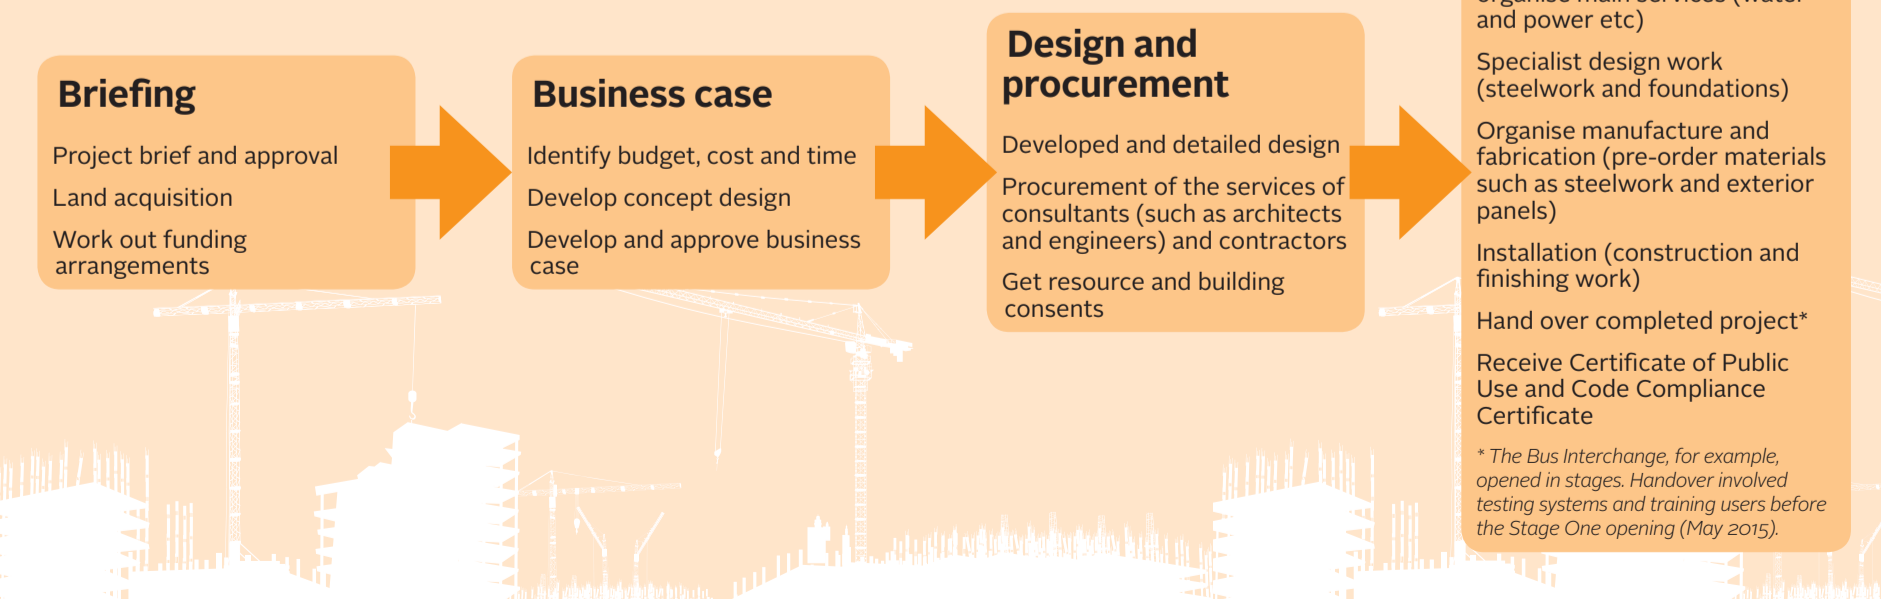 Briefing
Project brief and approval
Land acquisition
Work out funding
arrangements
Business case
Identify budget, cost and time
Develop concept design
Develop and approve business
case
Design and
procurement
Developed and detailed design
Procurement of the services of
consultants (such as architects
and engineers) and contractors
Get resource and building
consents
organise main services (water
and power etc)
Specialist design work
(steelwork and foundations)
Organise manufacture and
fabrication (pre-order materials
such as steelwork and exterior
panels)
Installation (construction and
finishing work)
Hand over completed project*
Receive Certificate of Public
Use and Code Compliance
Certificate
* The Bus Interchange, for example,
opened in stages. Handover involved
testing systems and training users before
the Stage One opening (May 2015).